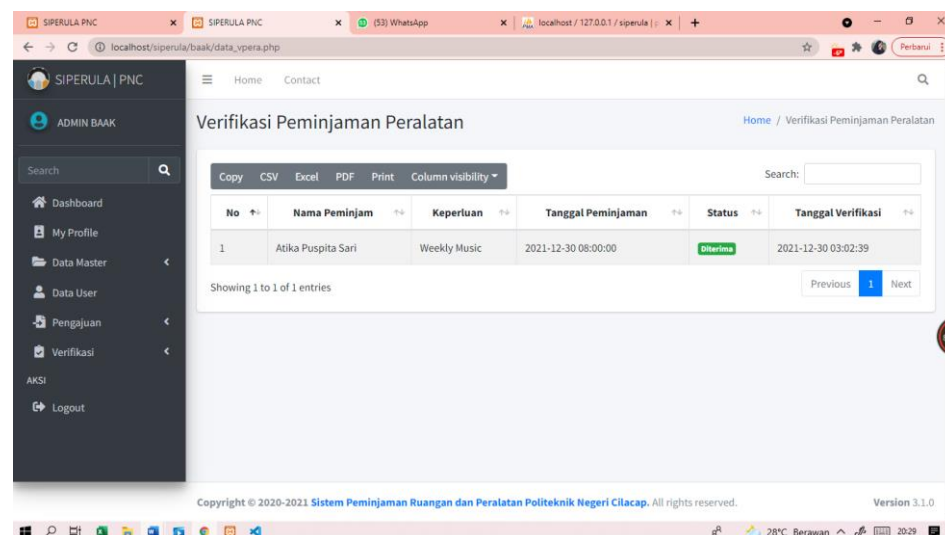 SIPERULA PNC
SIPERULA PNC
(53) WhatsApp
localhost / 127.0.0.1 / siperula |
localhost/siperula/baak/data_vpera.php
Perbarui
SIPERULA | PNC
Home Contact
ADMIN BAAK
Verifikasi Peminjaman Peralatan
Home / Verifikasi Peminjaman Peralatan
Search
Dashboard
My Profile
Data Master
Data User
Pengajuan
Verifikasi
AKSI
Logout
Copy CSV Excel PDF Print Column visibility
Search:
No Nama Peminjam Keperluan Tanggal Peminjaman Status Tanggal Verifikasi
1 Atika Puspita Sari Weekly Music 2021-12-30 08:00:00 Diterima 2021-12-30 03:02:39
Showing 1 to 1 of 1 entries
Previous 1 Next
Copyright © 2020-2021 Sistem Peminjaman Ruangan dan Peralatan Politeknik Negeri Cilacap. All rights reserved.
Version 3.1.0
28°C Berawan 20:29